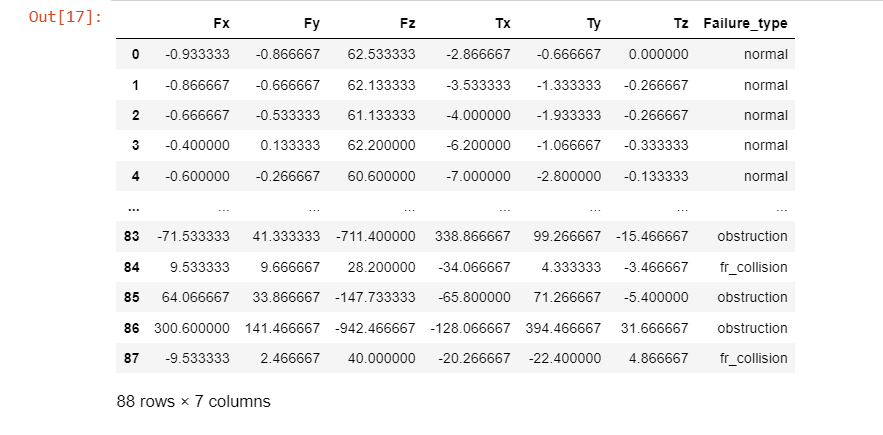 Out[17]:
Fx Fy Fz Tx Ty Tz Failure_type
0 -0.933333 -0.866667 62.533333 -2.866667 -0.666667 0.000000 normal
1 -0.866667 -0.666667 62.133333 -3.533333 -1.333333 -0.266667 normal
2 -0.666667 -0.533333 61.133333 -4.000000 -1.933333 -0.266667 normal
3 -0.400000 0.133333 62.200000 -6.200000 -1.066667 -0.333333 normal
4 -0.600000 -0.266667 60.600000 -7.000000 -2.800000 -0.133333 normal
... ... ... ... ... ... ... ...
83 -71.533333 41.333333 -711.400000 338.866667 99.266667 -15.466667 obstruction
84 9.533333 9.666667 28.200000 -34.066667 4.333333 -3.466667 fr_collision
85 64.066667 33.866667 -147.733333 -65.800000 71.266667 -5.400000 obstruction
86 300.600000 141.466667 -942.466667 -128.066667 394.466667 31.666667 obstruction
87 -9.533333 2.466667 40.000000 -20.266667 -22.400000 4.866667 fr_collision
88 rows × 7 columns